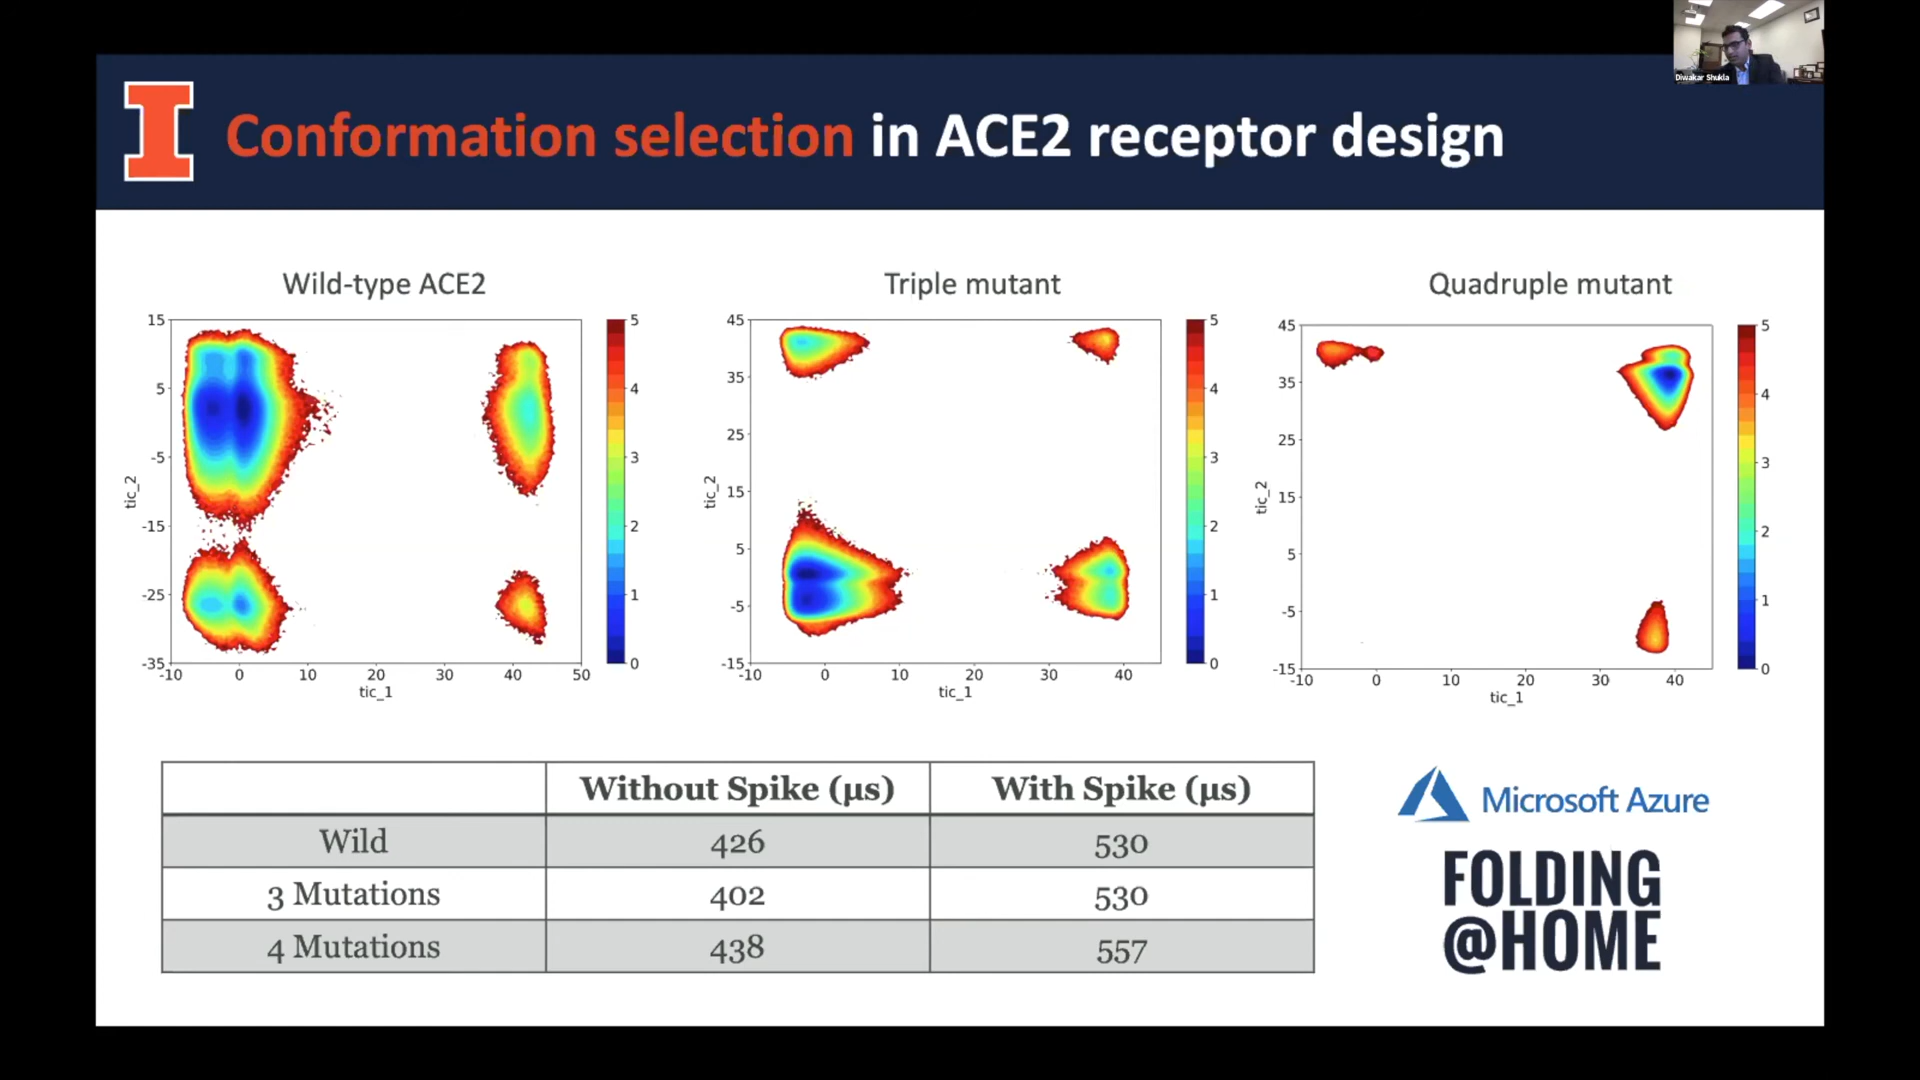 Diwakar Shukla
I Conformation selection in ACE2 receptor design
Wild-type ACE2
15
5
-5
-15
-25
-35
tic_2
-10 0 10 20 30 40 50
tic_1
5
4
3
2
1
0
Triple mutant
45
35
25
15
5
-5
-15
tic_2
-10 0 10 20 30 40
tic_1
5
4
3
2
1
0
Quadruple mutant
45
35
25
15
5
-5
-15
tic_2
-10 0 10 20 30 40
tic_1
5
4
3
2
1
0
Without Spike (μs) With Spike (μs)
Wild 426 530
3 Mutations 402 530
4 Mutations 438 557
Microsoft Azure
FOLDING
@HOME